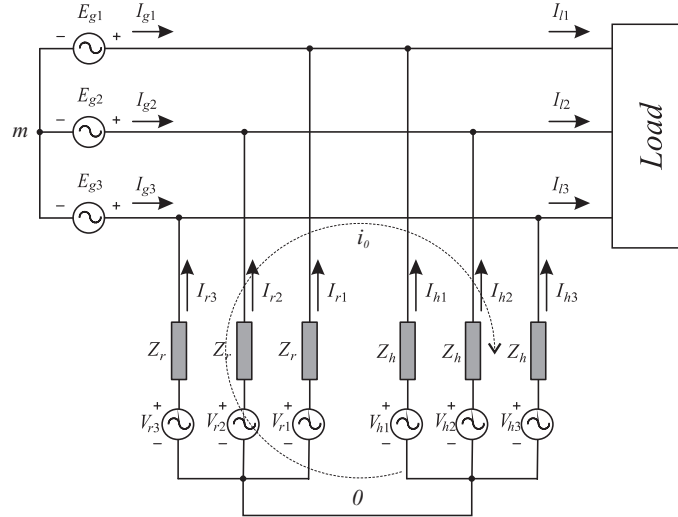 E_g1 I_g1 I_l1
− +
E_g2 I_g2 I_l2
m − +
E_g3 I_g3 I_l3
− +
Load
i_0
I_r3 I_r2 I_r1 I_h1 I_h2 I_h3
Z_r Z_r Z_r Z_h Z_h Z_h
+ + + + + +
V_r3 V_r2 V_r1 V_h1 V_h2 V_h3
− − − − − −
0